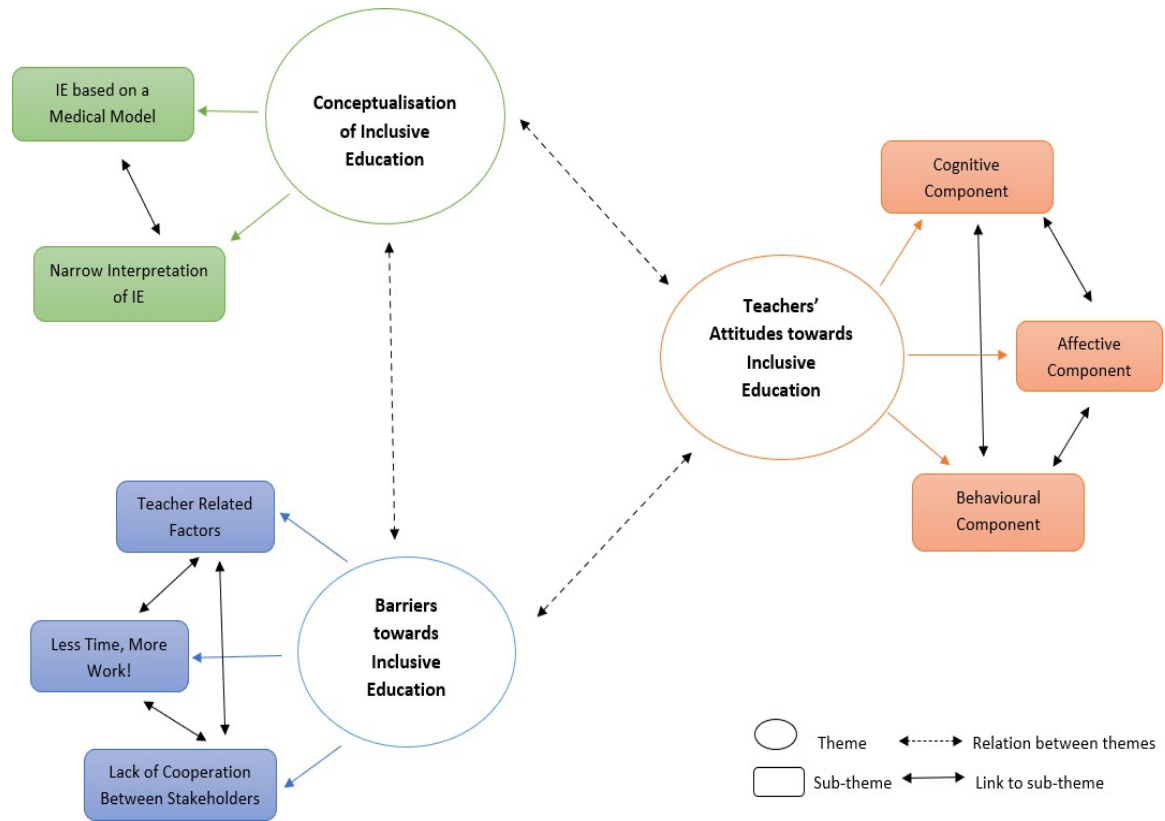 IE based on a
Medical Model
Narrow Interpretation
of IE
Conceptualisation
of Inclusive
Education
Cognitive
Component
Affective
Component
Behavioural
Component
Teachers’
Attitudes towards
Inclusive
Education
Teacher Related
Factors
Less Time, More
Work!
Lack of Cooperation
Between Stakeholders
Barriers
towards
Inclusive
Education
Theme
Relation between themes
Sub-theme
Link to sub-theme